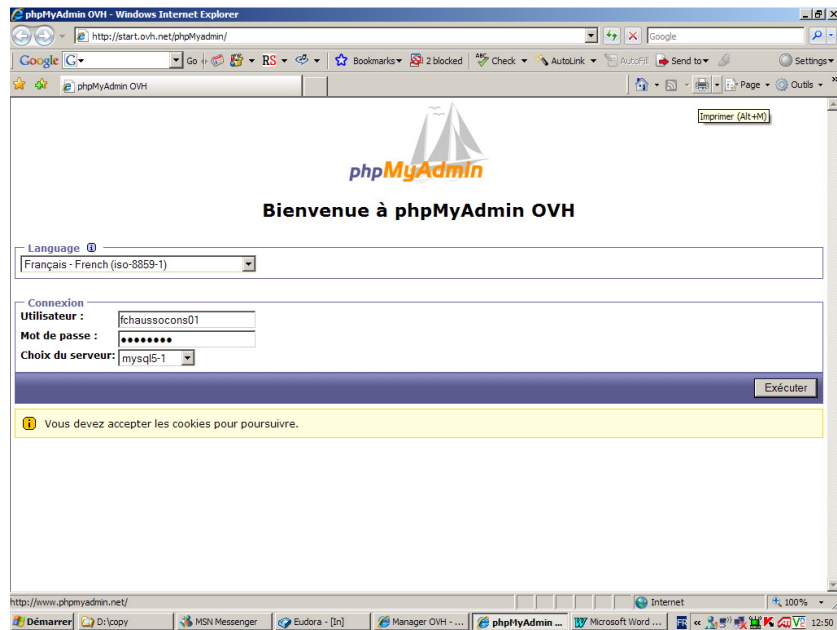 phpMyAdmin OVH - Windows Internet Explorer
http://start.ovh.net/phpMyadmin/
Google
Google G Go RS Bookmarks 2 blocked ABC Check AutoLink AutoFill Send to Settings
phpMyAdmin OVH Page Outils
Imprimer (Alt+M)
phpMyAdmin
Bienvenue à phpMyAdmin OVH
Language
Français - French (iso-8859-1)
Connexion
Utilisateur : fchaussocons01
Mot de passe : ••••••••
Choix du serveur: mysql5-1
Exécuter
Vous devez accepter les cookies pour poursuivre.
http://www.phpmyadmin.net/ Internet 100%
Démarrer D:\copy MSN Messenger Eudora - [In] Manager OVH - ... phpMyAdmin ... Microsoft Word ... FR « 12:50